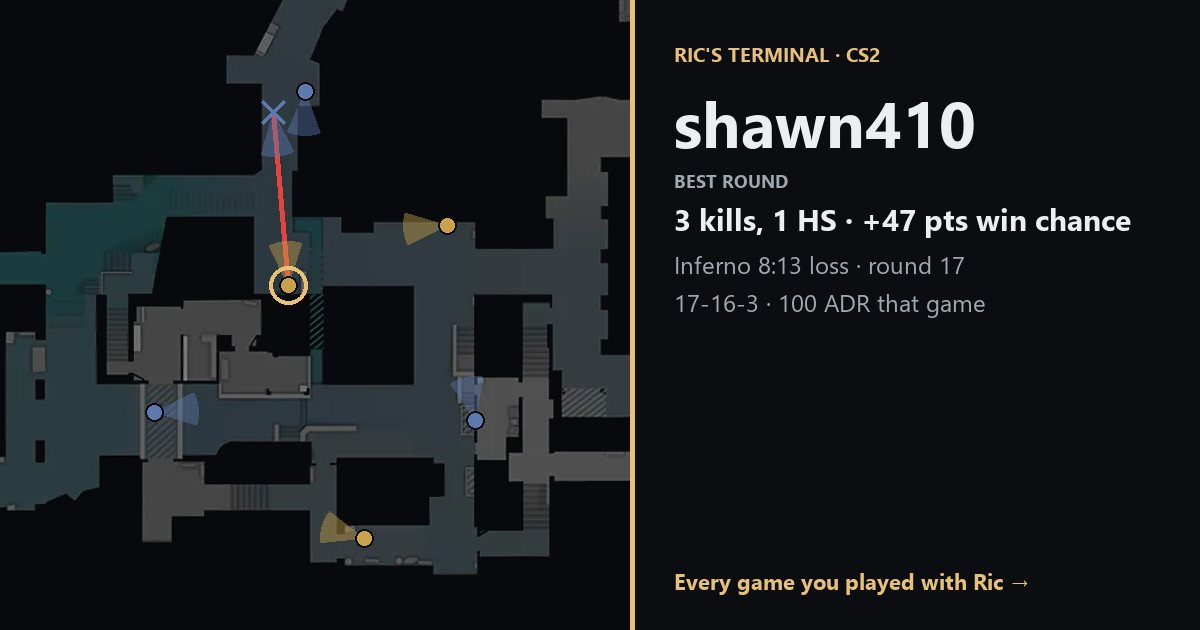 RIC'S TERMINAL · CS2
shawn410
BEST ROUND
3 kills, 1 HS · +47 pts win chance
Inferno 8:13 loss · round 17
17-16-3 · 100 ADR that game
Every game you played with Ric →